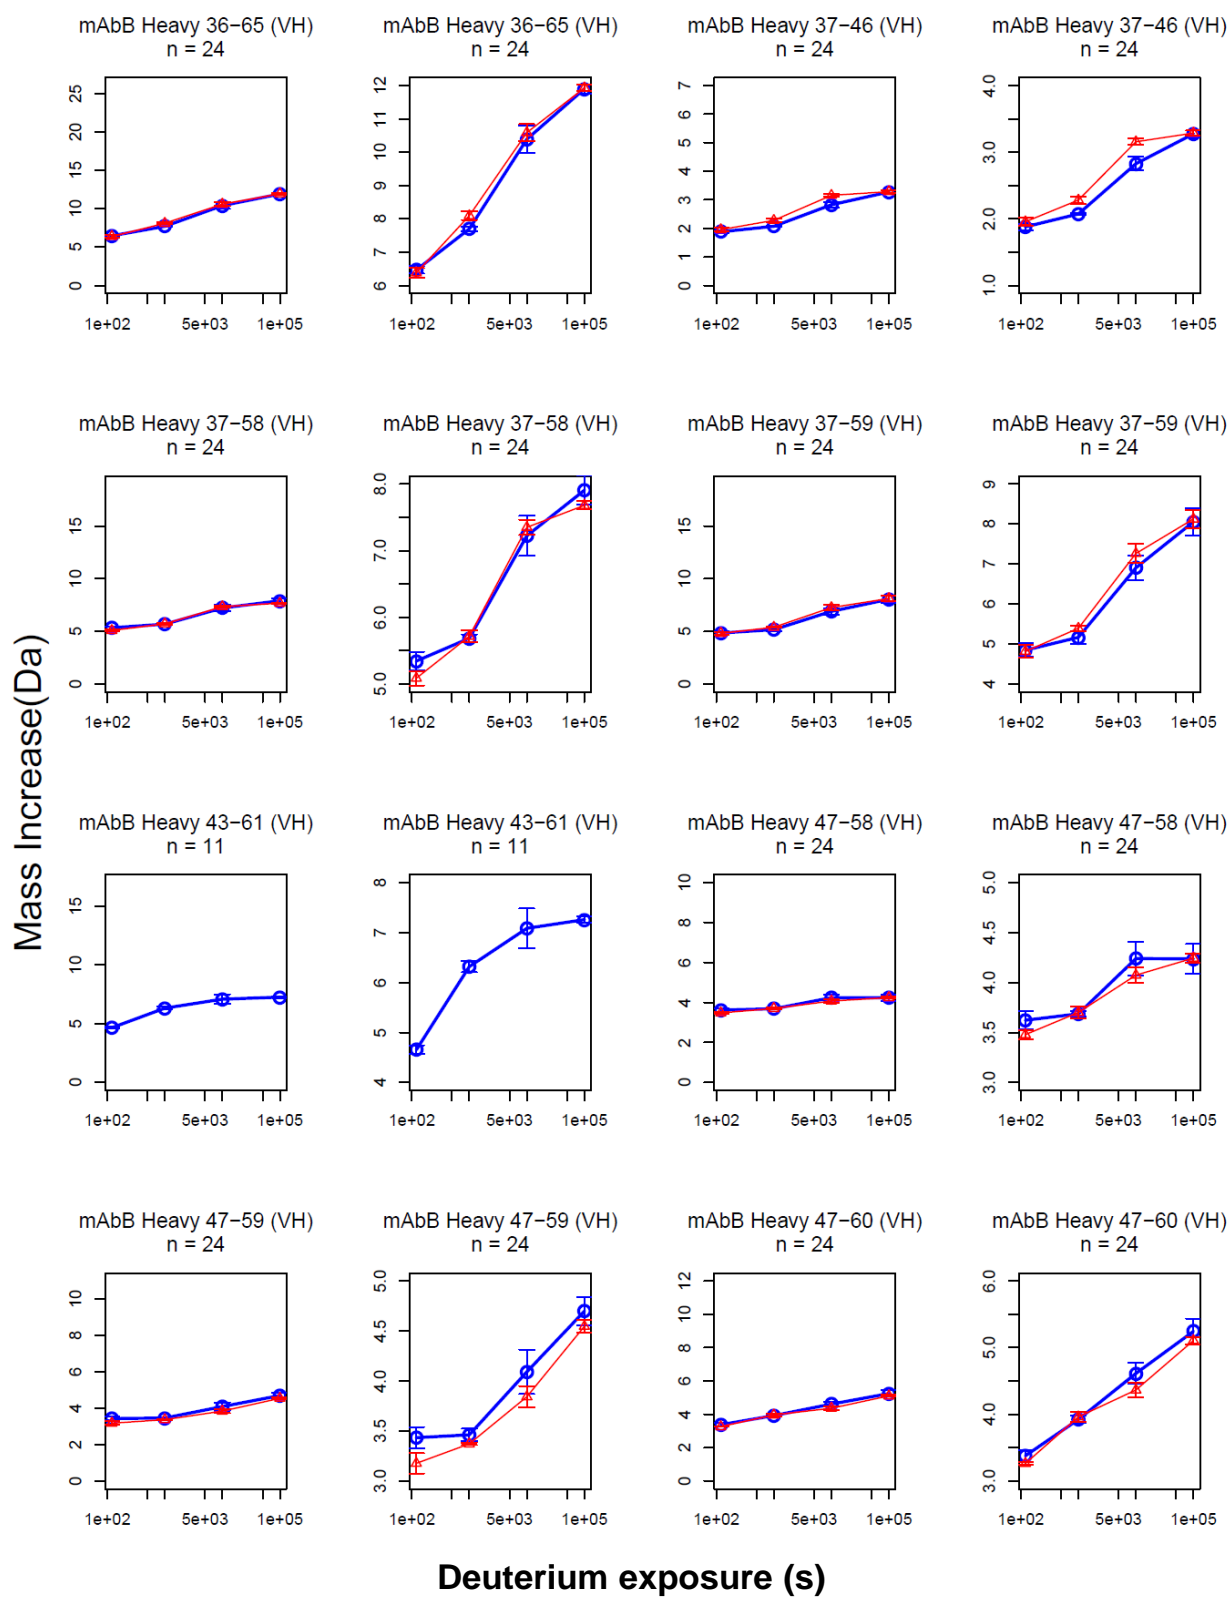 mAbB Heavy 36−65 (VH)
n = 24
0 5 10 15 20 25
1e+02 5e+03 1e+05
mAbB Heavy 36−65 (VH)
n = 24
6 7 8 9 10 11 12
1e+02 5e+03 1e+05
mAbB Heavy 37−46 (VH)
n = 24
0 1 2 3 4 5 6 7
1e+02 5e+03 1e+05
mAbB Heavy 37−46 (VH)
n = 24
1.0 2.0 3.0 4.0
1e+02 5e+03 1e+05
mAbB Heavy 37−58 (VH)
n = 24
0 5 10 15
1e+02 5e+03 1e+05
mAbB Heavy 37−58 (VH)
n = 24
5.0 6.0 7.0 8.0
1e+02 5e+03 1e+05
mAbB Heavy 37−59 (VH)
n = 24
0 5 10 15
1e+02 5e+03 1e+05
mAbB Heavy 37−59 (VH)
n = 24
4 5 6 7 8 9
1e+02 5e+03 1e+05
Mass Increase(Da)
mAbB Heavy 43−61 (VH)
n = 11
0 5 10 15
1e+02 5e+03 1e+05
mAbB Heavy 43−61 (VH)
n = 11
4 5 6 7 8
1e+02 5e+03 1e+05
mAbB Heavy 47−58 (VH)
n = 24
0 2 4 6 8 10
1e+02 5e+03 1e+05
mAbB Heavy 47−58 (VH)
n = 24
3.0 3.5 4.0 4.5 5.0
1e+02 5e+03 1e+05
mAbB Heavy 47−59 (VH)
n = 24
0 2 4 6 8 10
1e+02 5e+03 1e+05
mAbB Heavy 47−59 (VH)
n = 24
3.0 3.5 4.0 4.5 5.0
1e+02 5e+03 1e+05
mAbB Heavy 47−60 (VH)
n = 24
0 2 4 6 8 10 12
1e+02 5e+03 1e+05
mAbB Heavy 47−60 (VH)
n = 24
3.0 4.0 5.0 6.0
1e+02 5e+03 1e+05
Deuterium exposure (s)